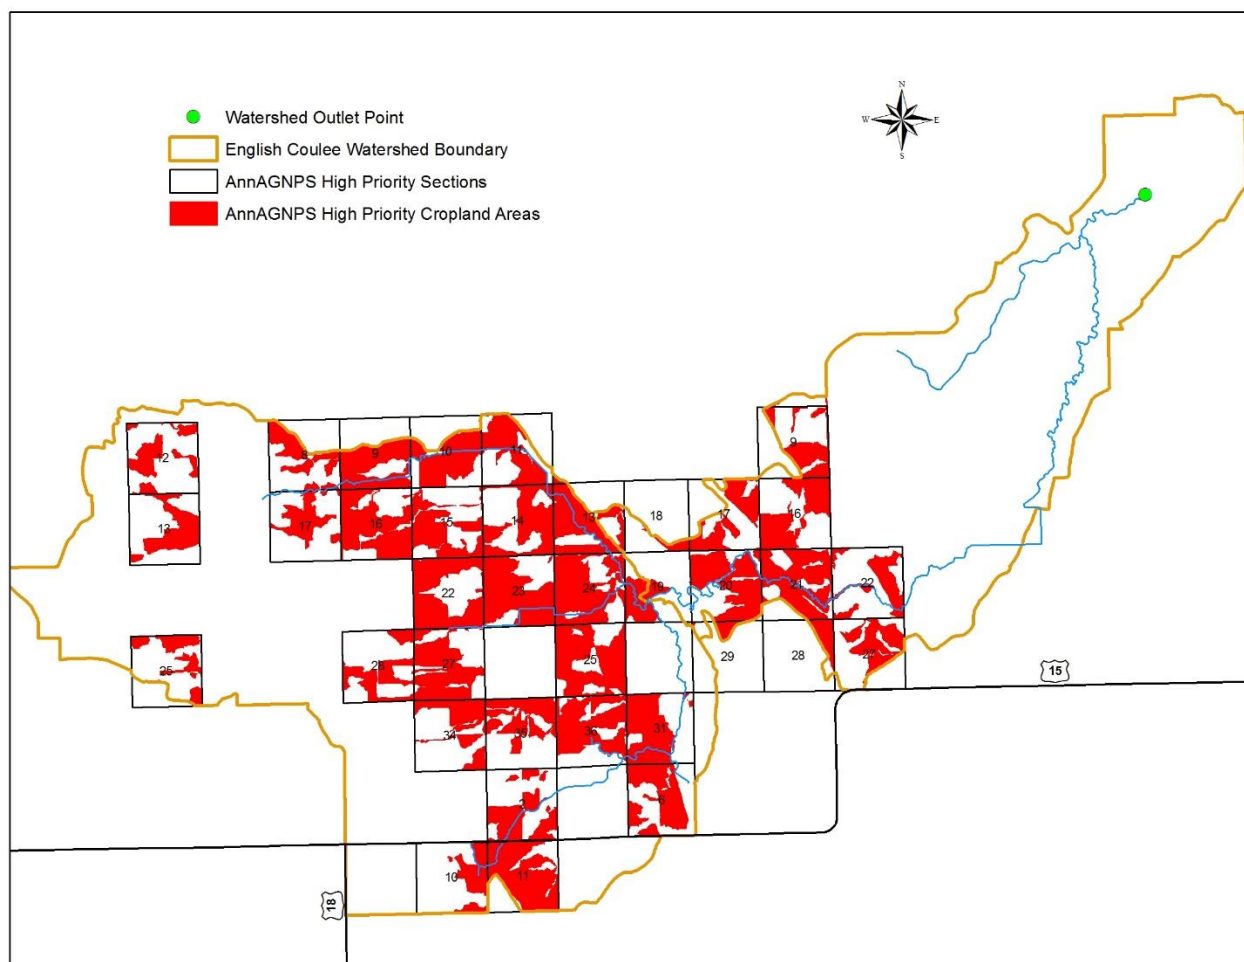 N
W E
S
Watershed Outlet Point
English Coulee Watershed Boundary
AnnAGNPS High Priority Sections
AnnAGNPS High Priority Cropland Areas
12 8 9 10 11 9
13 17 16 15 14 13 18 17 16
22 23 24 19 20 21 22
25 26 27 25 29 28 27
15
34 35 36 31
2 6
10 11
18